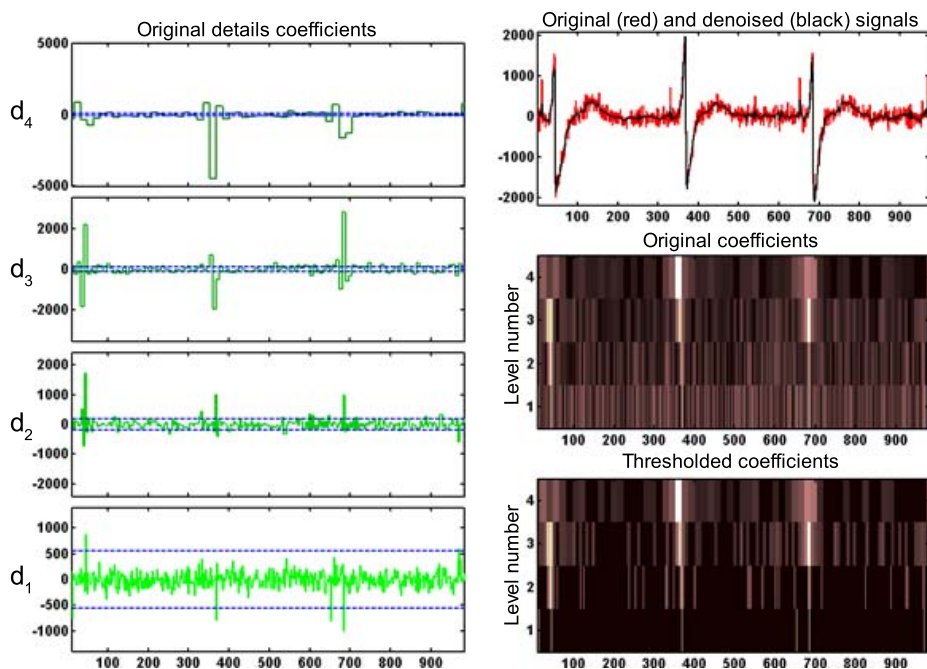 Original details coefficients
5000
0
-5000
d4
2000
0
-2000
d3
2000
1000
0
-1000
-2000
d2
1000
500
0
-500
-1000
d1
100 200 300 400 500 600 700 800 900
Original (red) and denoised (black) signals
2000
1000
0
-1000
-2000
100 200 300 400 500 600 700 800 900
Original coefficients
Level number
4
3
2
1
100 200 300 400 500 600 700 800 900
Thresholded coefficients
Level number
4
3
2
1
100 200 300 400 500 600 700 800 900